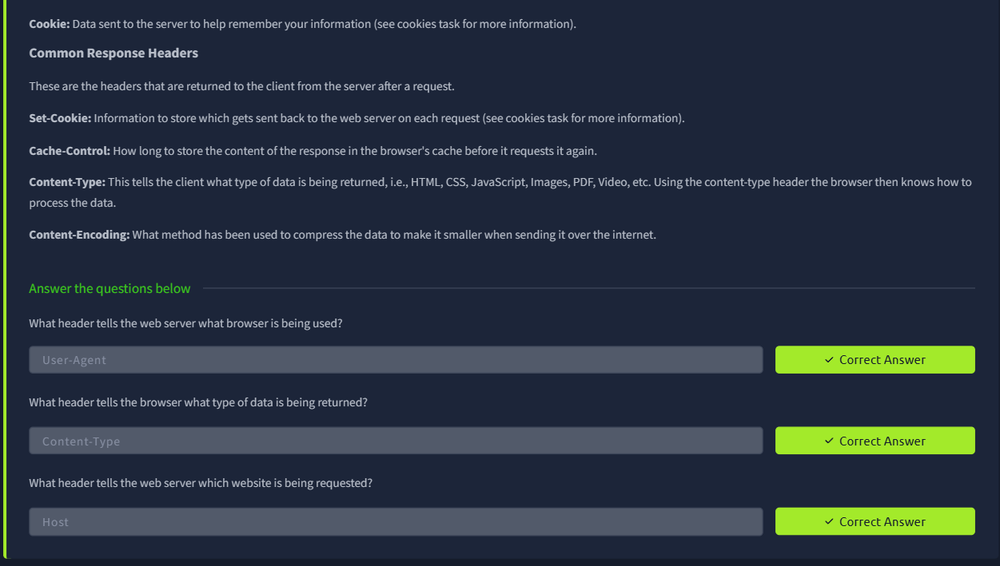 Cookie: Data sent to the server to help remember your information (see cookies task for more information).
Common Response Headers
These are the headers that are returned to the client from the server after a request.
Set-Cookie: Information to store which gets sent back to the web server on each request (see cookies task for more information).
Cache-Control: How long to store the content of the response in the browser's cache before it requests it again.
Content-Type: This tells the client what type of data is being returned, i.e., HTML, CSS, JavaScript, Images, PDF, Video, etc. Using the content-type header the browser then knows how to
process the data.
Content-Encoding: What method has been used to compress the data to make it smaller when sending it over the internet.
Answer the questions below
What header tells the web server what browser is being used?
User-Agent
✓ Correct Answer
What header tells the browser what type of data is being returned?
Content-Type
✓ Correct Answer
What header tells the web server which website is being requested?
Host
✓ Correct Answer